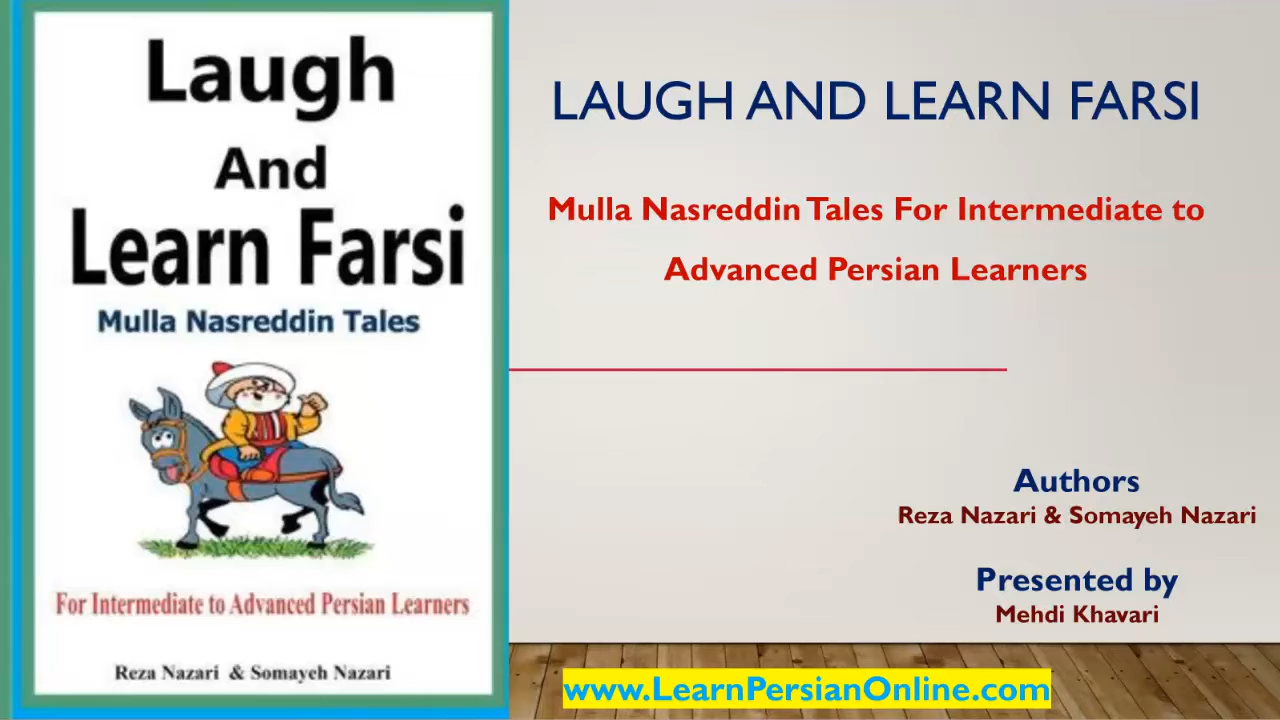 Laugh
And
Learn Farsi
Mulla Nasreddin Tales
For Intermediate to Advanced Persian Learners
Reza Nazari & Somayeh Nazari
LAUGH AND LEARN FARSI
Mulla Nasreddin Tales For Intermediate to
Advanced Persian Learners
Authors
Reza Nazari & Somayeh Nazari
Presented by
Mehdi Khavari
www.LearnPersianOnline.com